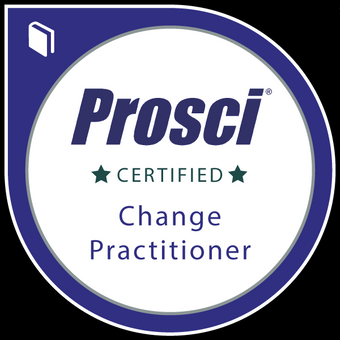 Prosci®
CERTIFIED
Change
Practitioner